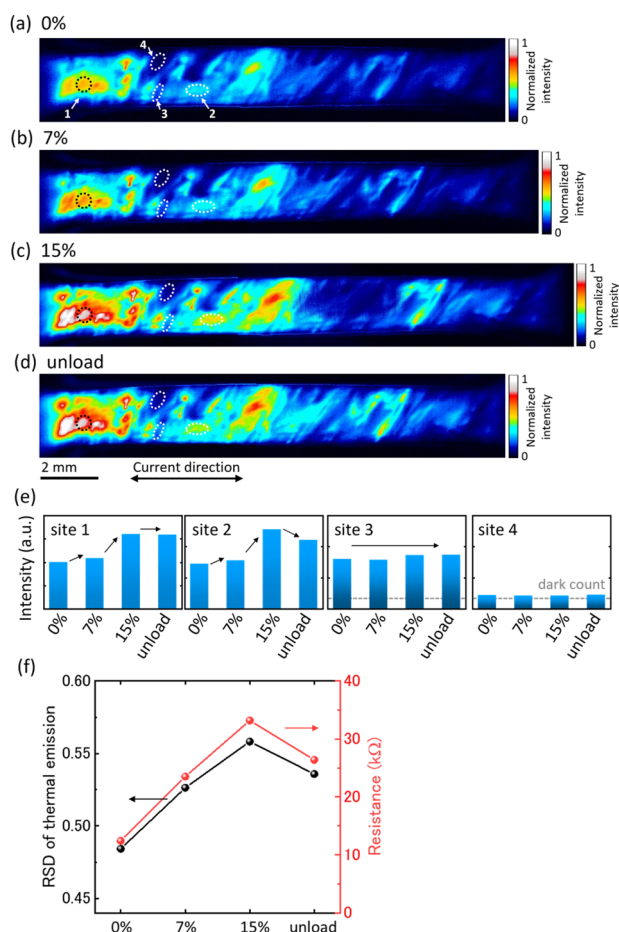 (a) 0%
4
1
3
2
1
0
Normalized
intensity
(b) 7%
1
0
Normalized
intensity
(c) 15%
1
0
Normalized
intensity
(d) unload
1
0
Normalized
intensity
2 mm
Current direction
(e)
Intensity (a.u.)
site 1
site 2
site 3
site 4
dark count
0%
7%
15%
unload
0%
7%
15%
unload
0%
7%
15%
unload
0%
7%
15%
unload
(f)
RSD of thermal emission
0.60
0.55
0.50
0.45
40
30
20
10
0
Resistance (kΩ)
0%
7%
15%
unload